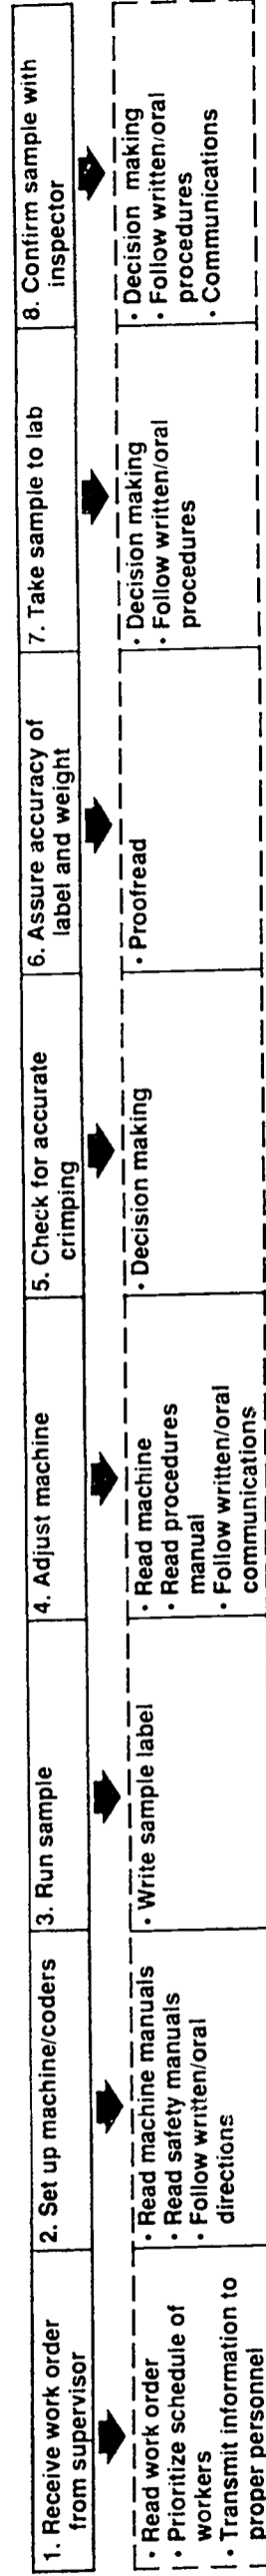 1. Receive work order
from supervisor
2. Set up machine/coders
3. Run sample
4. Adjust machine
5. Check for accurate
crimping
6. Assure accuracy of
label and weight
7. Take sample to lab
8. Confirm sample with
inspector
• Read work order
• Prioritize schedule of
workers
• Transmit information to
proper personnel
• Read machine manuals
• Read safety manuals
• Follow written/oral
directions
• Write sample label
• Read machine
• Read procedures
manual
• Follow written/oral
communications
• Decision making
• Proofread
• Decision making
• Follow written/oral
procedures
• Decision making
• Follow written/oral
procedures
• Communications